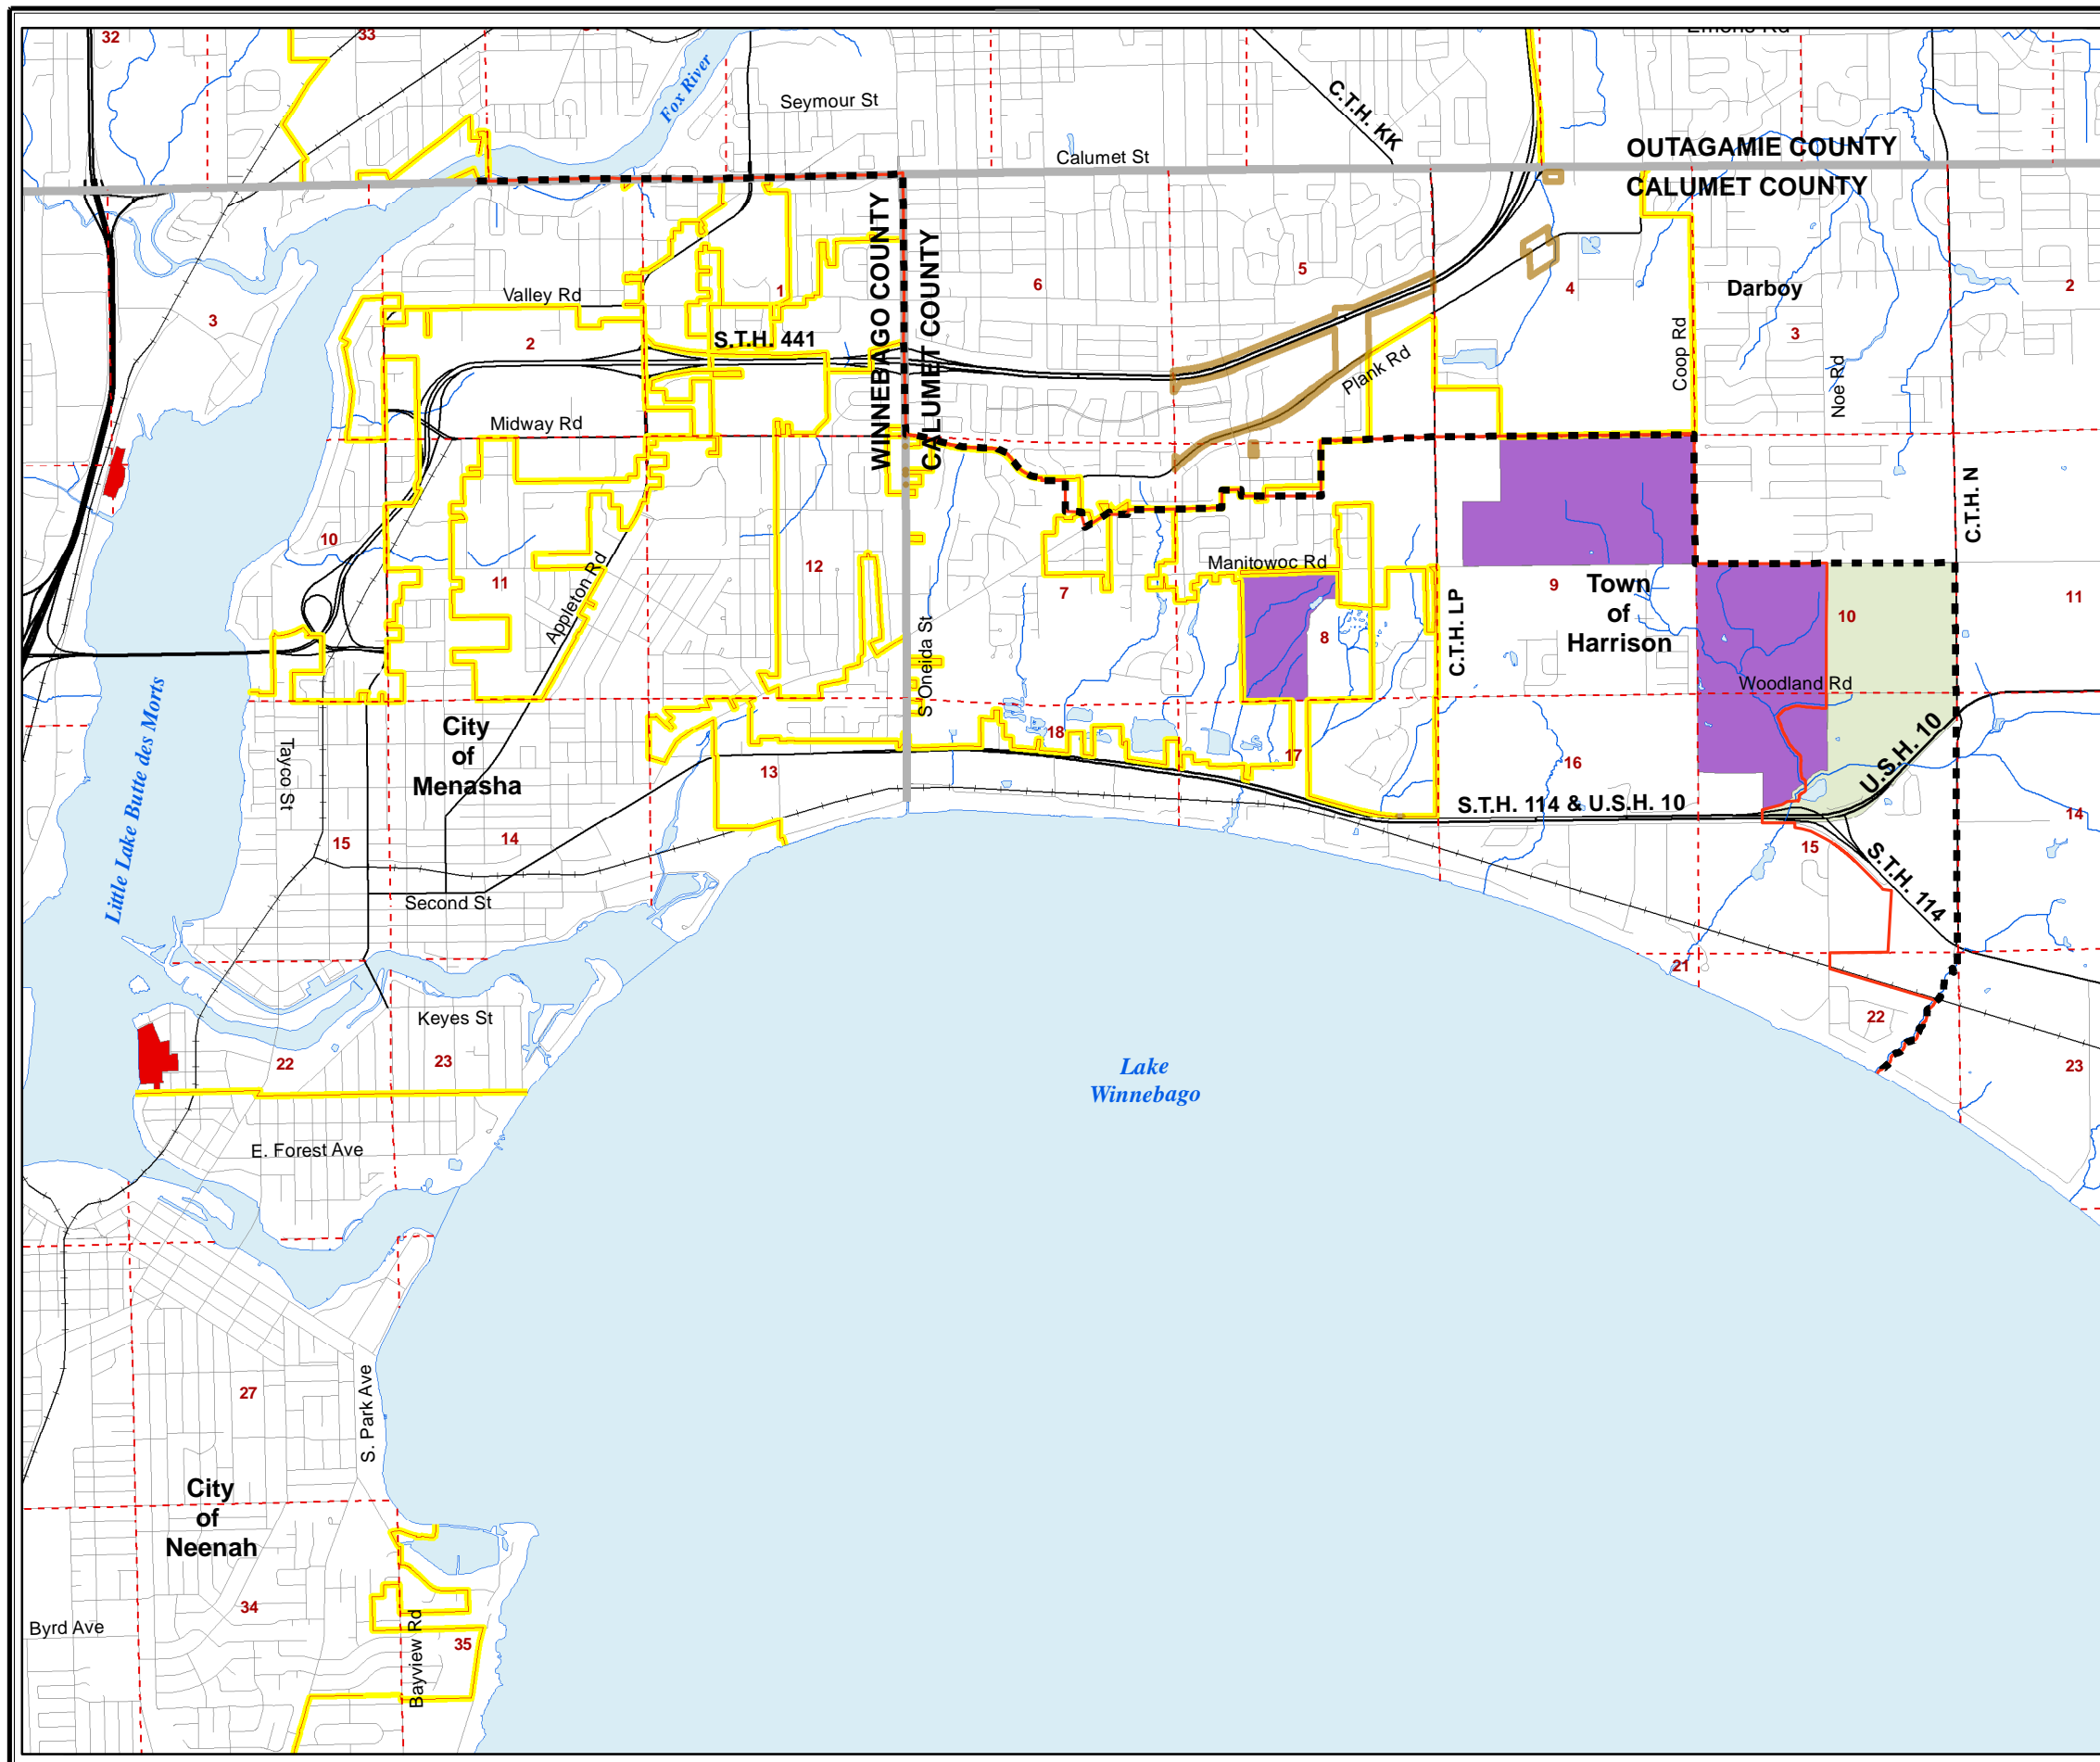 32
33
Emons Rd
Fox River
Seymour St
C.T.H. KK
Calumet St
OUTAGAMIE COUNTY
CALUMET COUNTY
WINNEBAGO COUNTY
CALUMET COUNTY
3
Valley Rd
2
1
S.T.H. 441
6
5
4
Darboy
3
2
Plank Rd
Coop Rd
Noe Rd
Midway Rd
C.T.H. N
10
11
Appleton Rd
12
7
Manitowoc Rd
8
9
Town
of
Harrison
10
11
C.T.H. LP
S Oneida St
Woodland Rd
City
of
Menasha
Little Lake Butte des Morts
Tayco St
18
17
16
13
U.S.H. 10
S.T.H. 114 & U.S.H. 10
14
15
14
15
S.T.H. 114
Second St
21
22
23
Keyes St
22
23
Lake
Winnebago
E. Forest Ave
S. Park Ave
27
City
of
Neenah
34
Byrd Ave
Bayview Rd
35